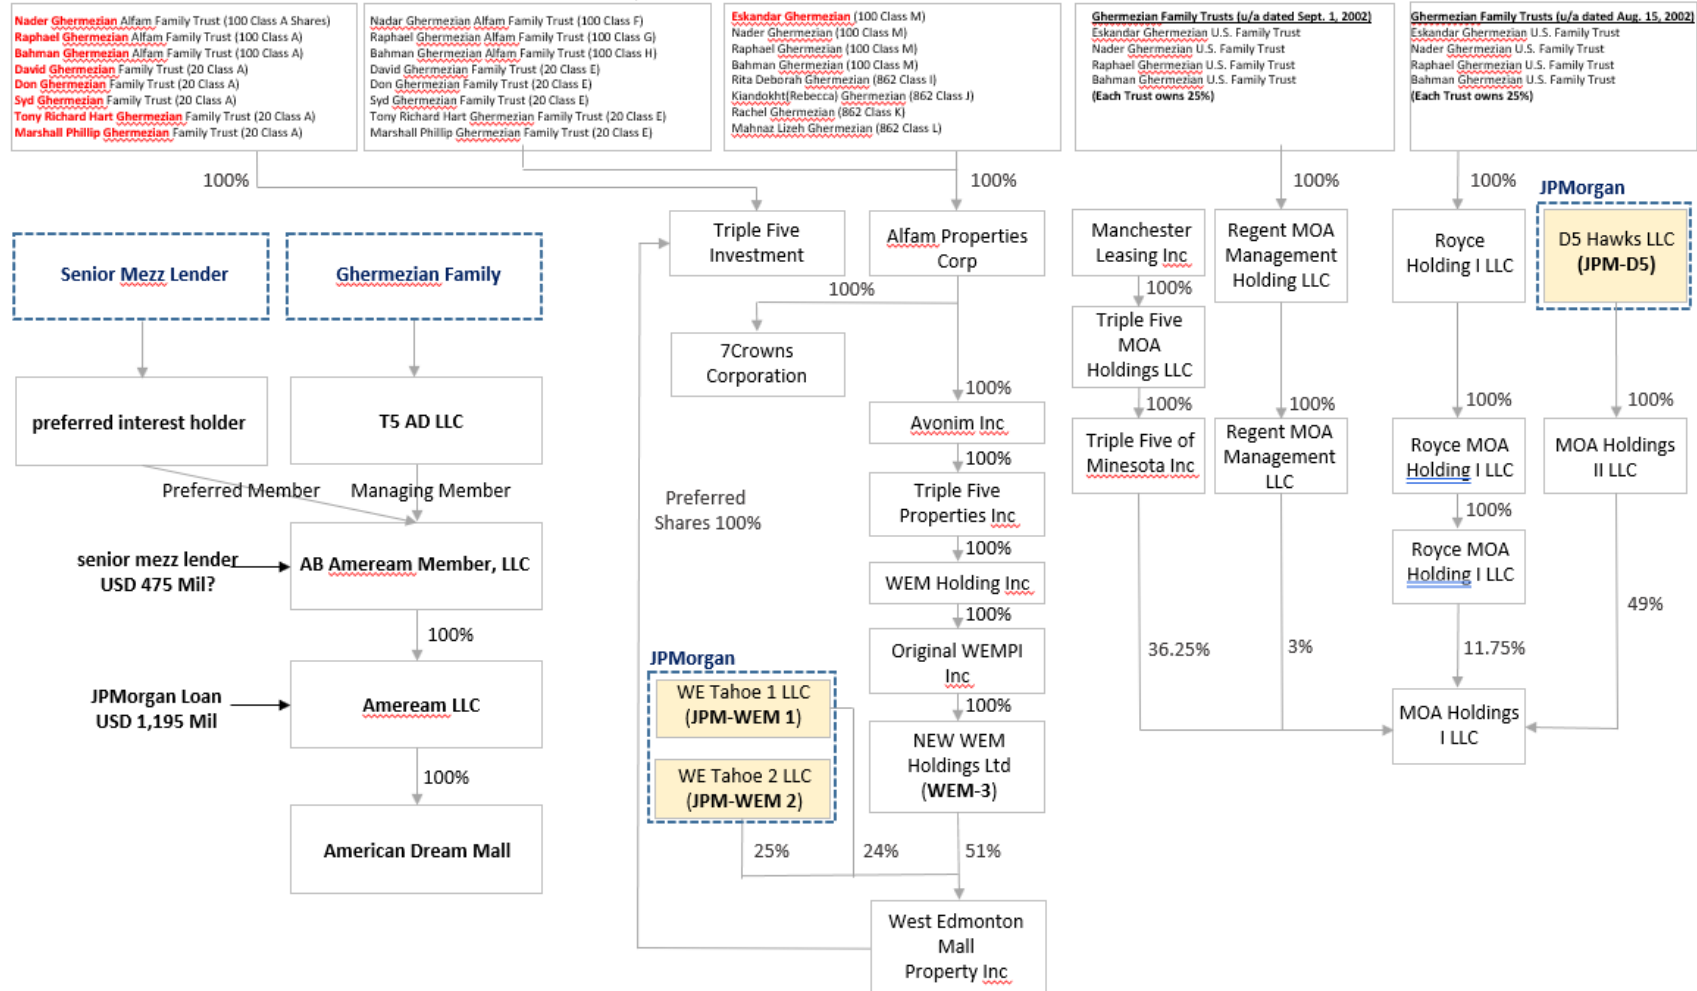 Nader Ghermezian Alfam Family Trust (100 Class A Shares)
Raphael Ghermezian Alfam Family Trust (100 Class A)
Bahman Ghermezian Alfam Family Trust (100 Class A)
David Ghermezian Family Trust (20 Class A)
Don Ghermezian Family Trust (20 Class A)
Syd Ghermezian Family Trust (20 Class A)
Tony Richard Hart Ghermezian Family Trust (20 Class A)
Marshall Phillip Ghermezian Family Trust (20 Class A)
Nadar Ghermezian Alfam Family Trust (100 Class F)
Raphael Ghermezian Alfam Family Trust (100 Class G)
Bahman Ghermezian Alfam Family Trust (100 Class H)
David Ghermezian Family Trust (20 Class E)
Don Ghermezian Family Trust (20 Class E)
Syd Ghermezian Family Trust (20 Class E)
Tony Richard Hart Ghermezian Family Trust (20 Class E)
Marshall Phillip Ghermezian Family Trust (20 Class E)
Eskandar Ghermezian (100 Class M)
Nader Ghermezian (100 Class M)
Raphael Ghermezian (100 Class M)
Bahman Ghermezian (100 Class M)
Rita Deborah Ghermezian (862 Class I)
Kiandokht(Rebecca) Ghermezian (862 Class J)
Rachel Ghermezian (862 Class K)
Mahnaz Lizeh Ghermezian (862 Class L)
Ghermezian Family Trusts (u/a dated Sept. 1, 2002)
Eskandar Ghermezian U.S. Family Trust
Nader Ghermezian U.S. Family Trust
Raphael Ghermezian U.S. Family Trust
Bahman Ghermezian U.S. Family Trust
(Each Trust owns 25%)
Ghermezian Family Trusts (u/a dated Aug. 15, 2002)
Eskandar Ghermezian U.S. Family Trust
Nader Ghermezian U.S. Family Trust
Raphael Ghermezian U.S. Family Trust
Bahman Ghermezian U.S. Family Trust
(Each Trust owns 25%)
100%
100%
100%
100%
JPMorgan
Senior Mezz Lender
Ghermezian Family
Triple Five
Investment
Alfam Properties
Corp
Manchester
Leasing Inc
Regent MOA
Management
Holding LLC
Royce
Holding I LLC
D5 Hawks LLC
(JPM-D5)
100%
100%
7Crowns
Corporation
Triple Five
MOA
Holdings LLC
100%
100%
100%
100%
100%
preferred interest holder
T5 AD LLC
Avonim Inc
Triple Five of
Minesota Inc
Regent MOA
Management
LLC
Royce MOA
Holding I LLC
MOA Holdings
II LLC
100%
Preferred Member
Managing Member
Preferred
Shares 100%
Triple Five
Properties Inc
100%
100%
senior mezz lender
USD 475 Mil?
AB Ameream Member, LLC
WEM Holding Inc
Royce MOA
Holding I LLC
100%
49%
100%
Original WEMPI
Inc
36.25%
3%
11.75%
JPMorgan
JPMorgan Loan
USD 1,195 Mil
Ameream LLC
WE Tahoe 1 LLC
(JPM-WEM 1)
100%
MOA Holdings
I LLC
NEW WEM
Holdings Ltd
(WEM-3)
100%
WE Tahoe 2 LLC
(JPM-WEM 2)
American Dream Mall
25%
24%
51%
West Edmonton
Mall
Property Inc